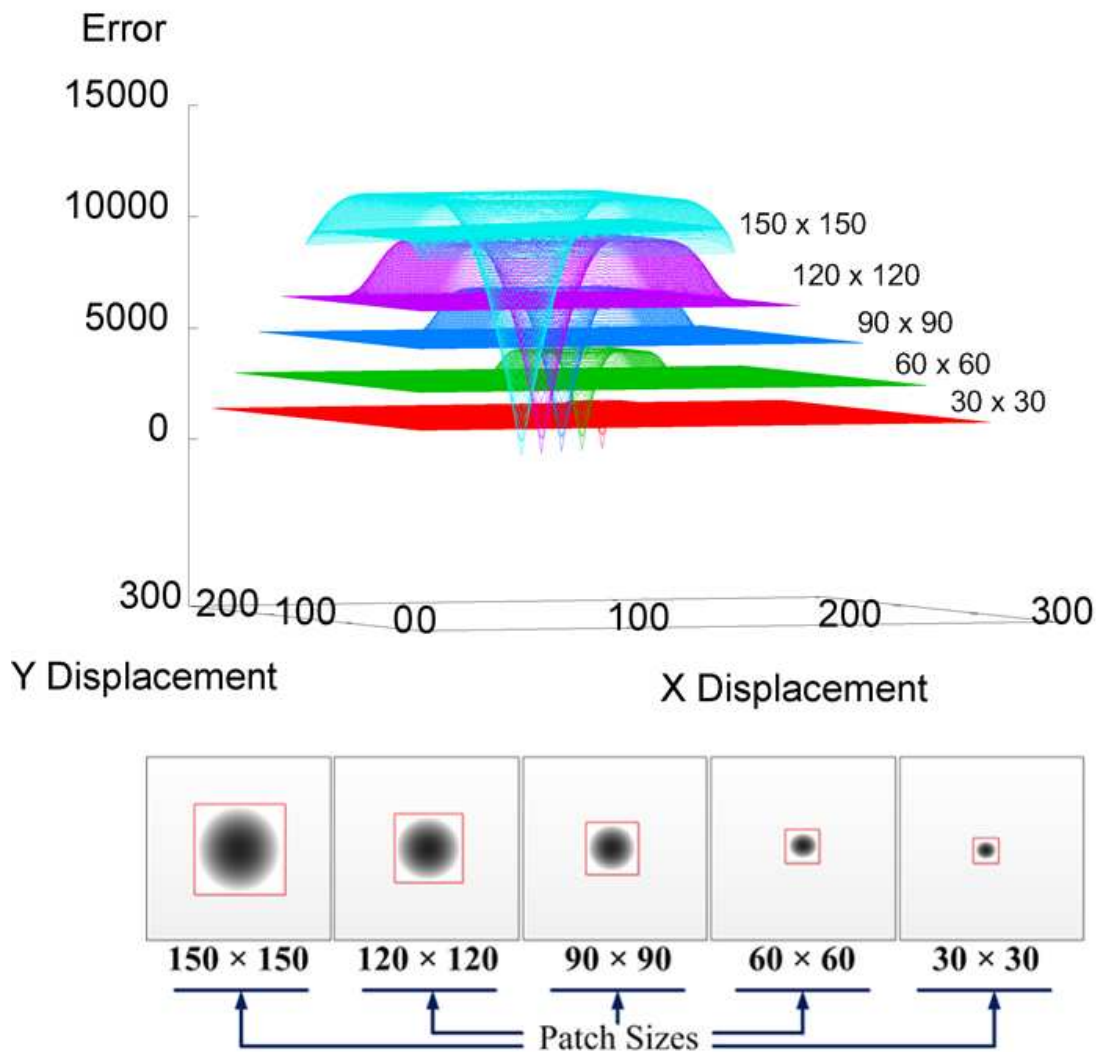 Error
15000
10000
150 x 150
120 x 120
5000
90 x 90
60 x 60
30 x 30
0
300 200 100 00 100 200 300
Y Displacement
X Displacement
150 × 150 120 × 120 90 × 90 60 × 60 30 × 30
Patch Sizes